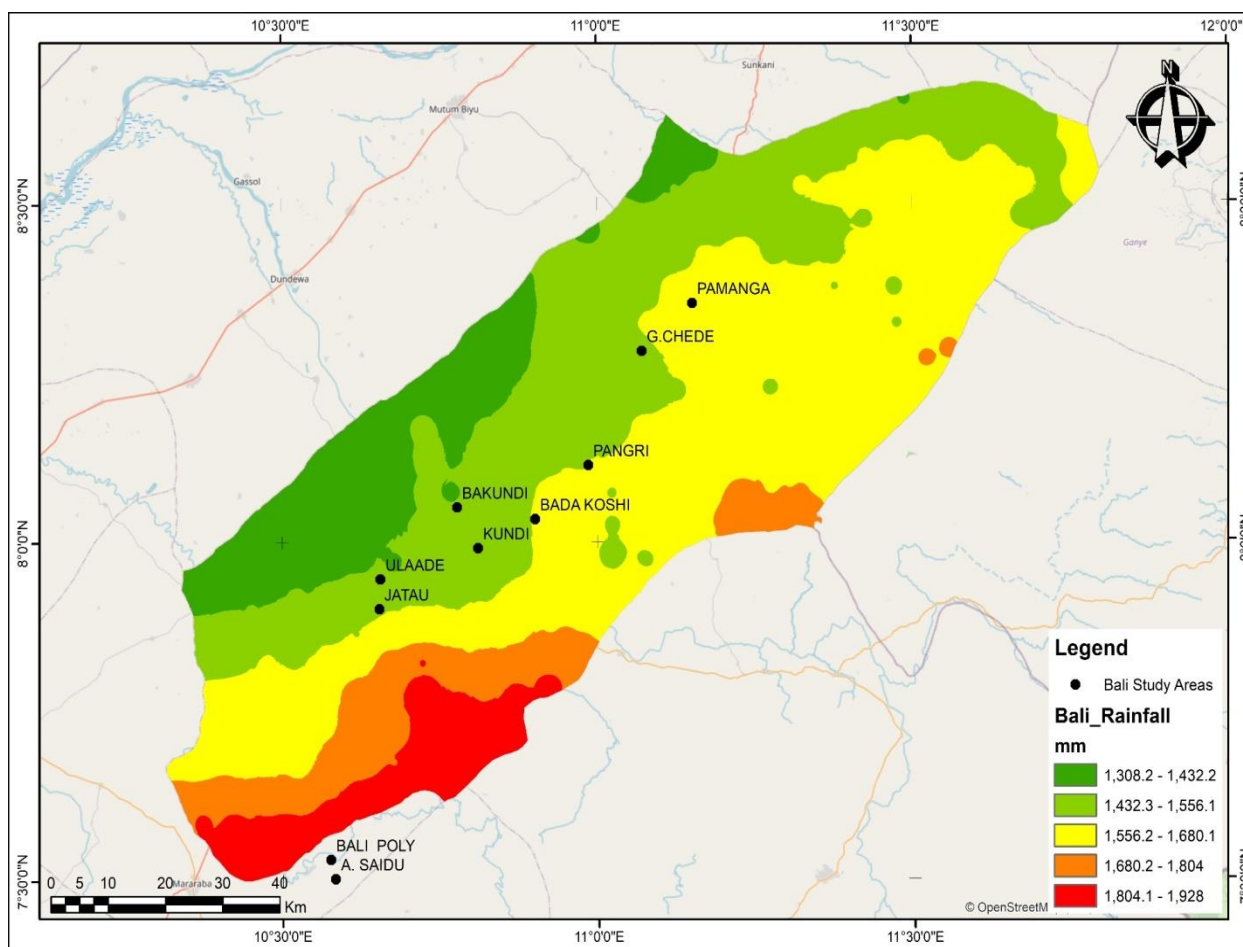 10°30'0"E
11°0'0"E
11°30'0"E
12°0'0"E
N
Sunkani
Mutum Biyu
Gassol
8°30'0"N
Ganye
Dundewa
PAMANGA
G.CHEDE
PANGRI
BAKUNDI
BADA KOSHI
KUNDI
8°0'0"N
ULAADE
JATAU
Legend
Bali Study Areas
Bali_Rainfall
mm
1,308.2 - 1,432.2
1,432.3 - 1,556.1
1,556.2 - 1,680.1
1,680.2 - 1,804
1,804.1 - 1,928
BALI POLY
A. SAIDU
Mararaba
7°30'0"N
0 5 10 20 30 40
Km
© OpenStreetM
10°30'0"E
11°0'0"E
11°30'0"E